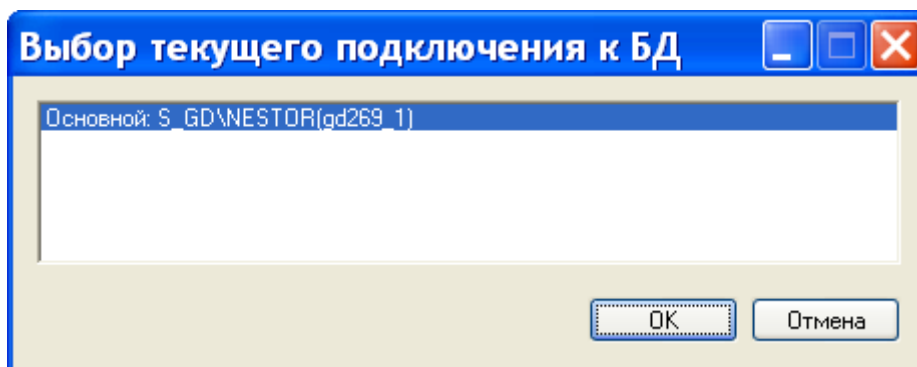 Выбор текущего подключения к БД
Основной: S_GD\NESTOR(gd269_1)
OK
Отмена